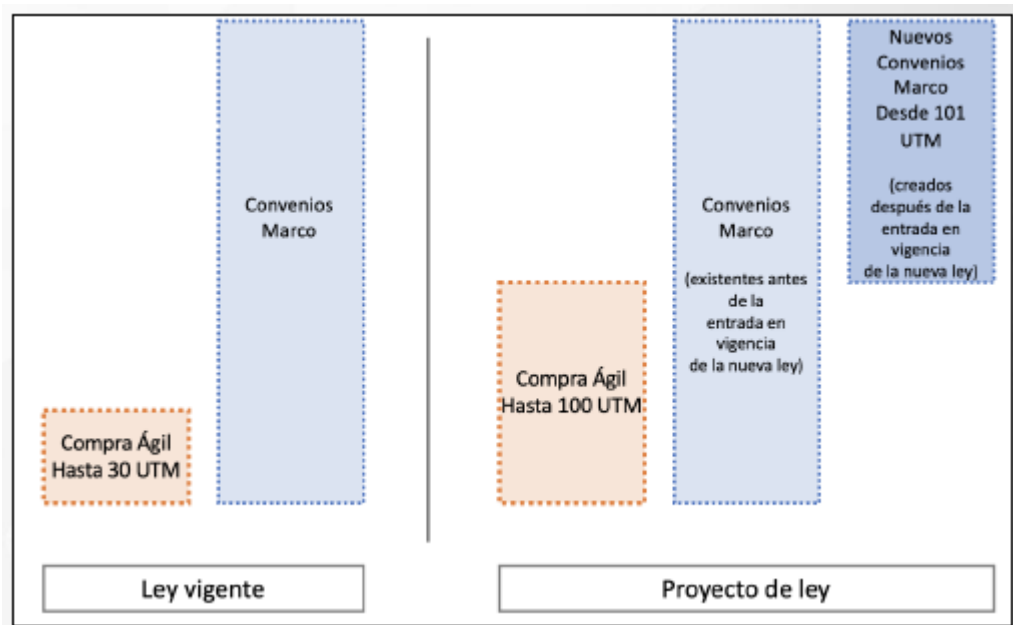 Convenios
Marco
Compra Ágil
Hasta 30 UTM
Ley vigente
Compra Ágil
Hasta 100 UTM
Convenios
Marco
(existentes antes
de la
entrada en
vigencia
de la nueva ley)
Nuevos
Convenios
Marco
Desde 101
UTM
(creados
después de la
entrada en
vigencia
de la nueva ley)
Proyecto de ley